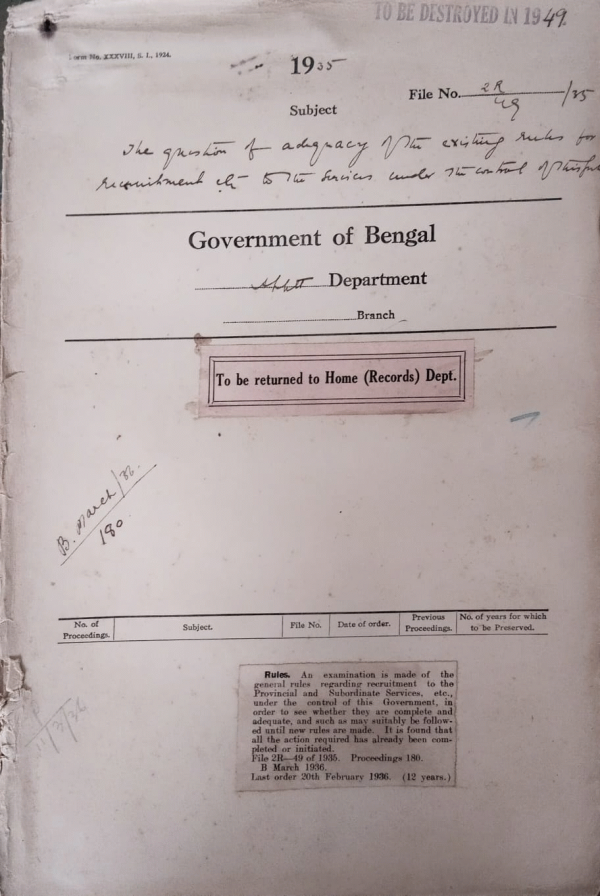 TO BE DESTROYED IN 1949.
Form No. XXXVIII, S. I., 1934.
1935
File No. 2R/49/35
Subject
The question of adequacy of the existing rules for
recruitment etc to the Services under the control of this
Government of Bengal
Appt Department
Branch
To be returned to Home (Records) Dept.
B. March/36.
180
No. of Proceedings.
Subject.
File No.
Date of order.
Previous Proceedings.
No. of years for which to be Preserved.
Rules. An examination is made of the
general rules regarding recruitment to the
Provincial and Subordinate Services, etc.,
under the control of this Government, in
order to see whether they are complete and
adequate, and such as may suitably be follow-
ed until new rules are made. It is found that
all the action required has already been com-
pleted or initiated.
File 2R—49 of 1935. Proceedings 180.
B March 1936.
Last order 20th February 1936. (12 years.)